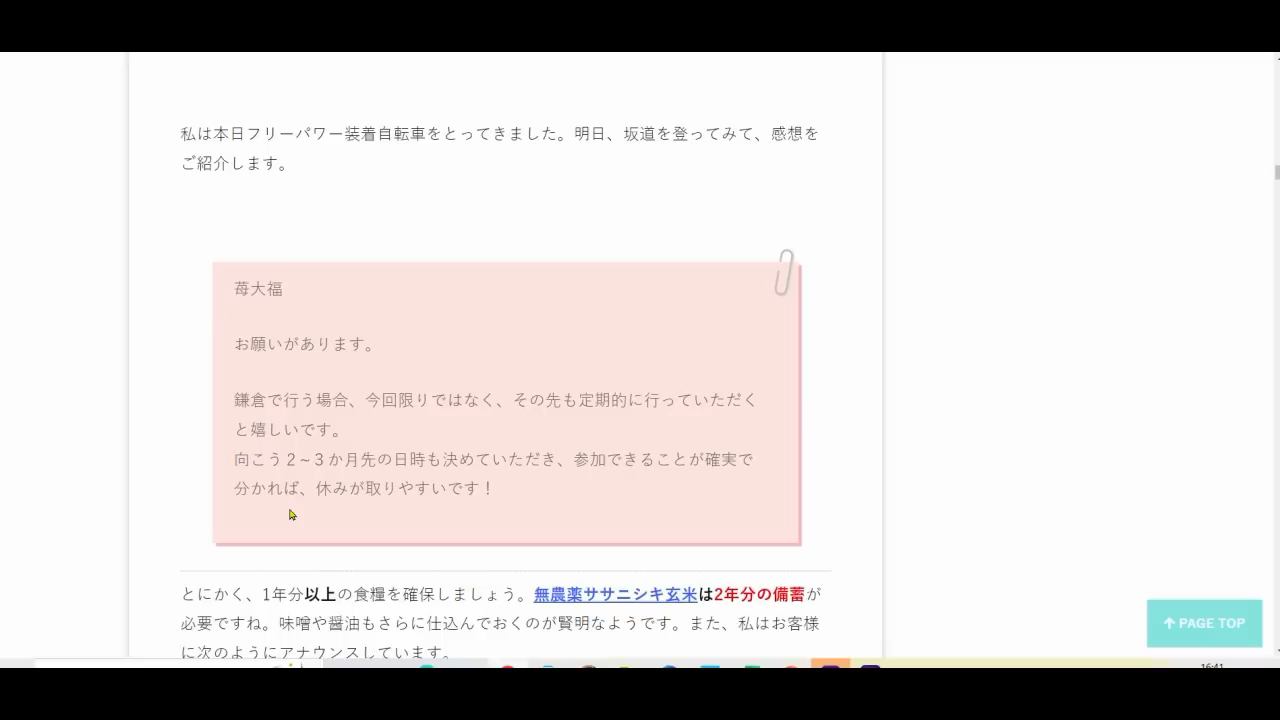 私は本日フリーパワー装着自転車をとってきました。明日、坂道を登ってみて、感想を
ご紹介します。
苺大福
お願いがあります。
鎌倉で行う場合、今回限りではなく、その先も定期的に行っていただく
と嬉しいです。
向こう２～３か月先の日時も決めていただき、参加できることが確実で
分かれば、休みが取りやすいです！
とにかく、1年分以上の食糧を確保しましょう。無農薬ササニシキ玄米は2年分の備蓄が
必要ですね。味噌や醤油もさらに仕込んでおくのが賢明なようです。また、私はお客様
に次のようにアナウンスしています。
↑ PAGE TOP
16:41